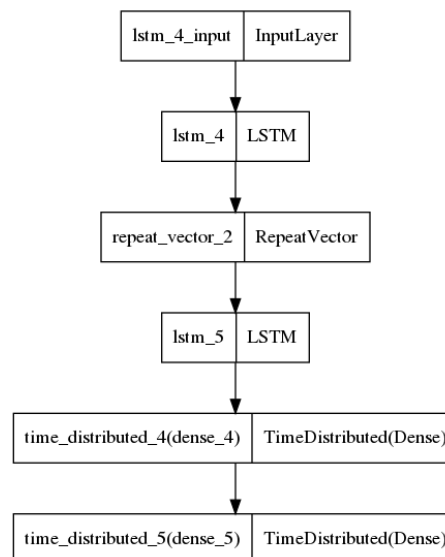 lstm_4_input InputLayer
lstm_4 LSTM
repeat_vector_2 RepeatVector
lstm_5 LSTM
time_distributed_4(dense_4) TimeDistributed(Dense)
time_distributed_5(dense_5) TimeDistributed(Dense)